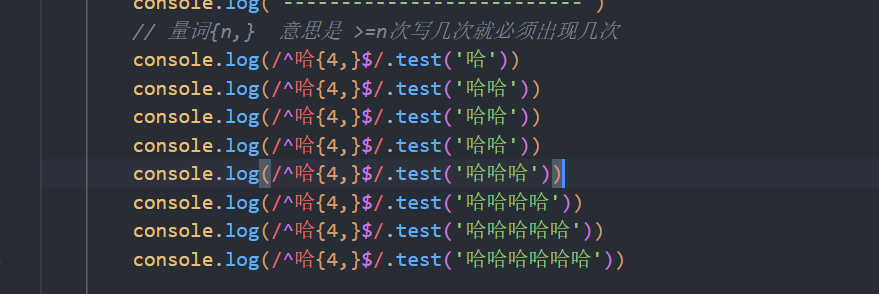 console.log('---------------------------')
// 量词{n,}  意思是 >=n次写几次就必须出现几次
console.log(/^哈{4,}$/.test('哈'))
console.log(/^哈{4,}$/.test('哈哈'))
console.log(/^哈{4,}$/.test('哈哈'))
console.log(/^哈{4,}$/.test('哈哈'))
console.log(/^哈{4,}$/.test('哈哈哈'))
console.log(/^哈{4,}$/.test('哈哈哈哈'))
console.log(/^哈{4,}$/.test('哈哈哈哈哈'))
console.log(/^哈{4,}$/.test('哈哈哈哈哈哈'))